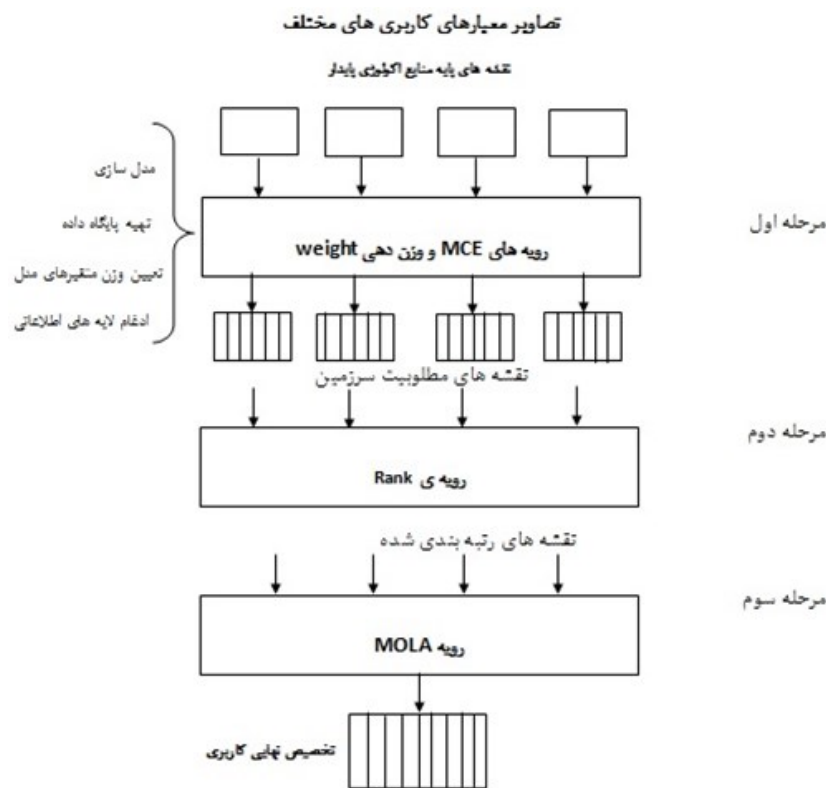 تصاویر معیارهای کاربری های مختلف
نقشه های پایه منابع اکولوژی پایدار
مدل سازی
تهیه پایگاه داده
تعیین وزن متغیرهای مدل
ادغام لایه های اطلاعاتی
رویه های MCE و وزن دهی weight
مرحله اول
نقشه های مطلوبیت سرزمین
رویه ی Rank
مرحله دوم
نقشه های رتبه بندی شده
رویه MOLA
مرحله سوم
تخصیص نهایی کاربری